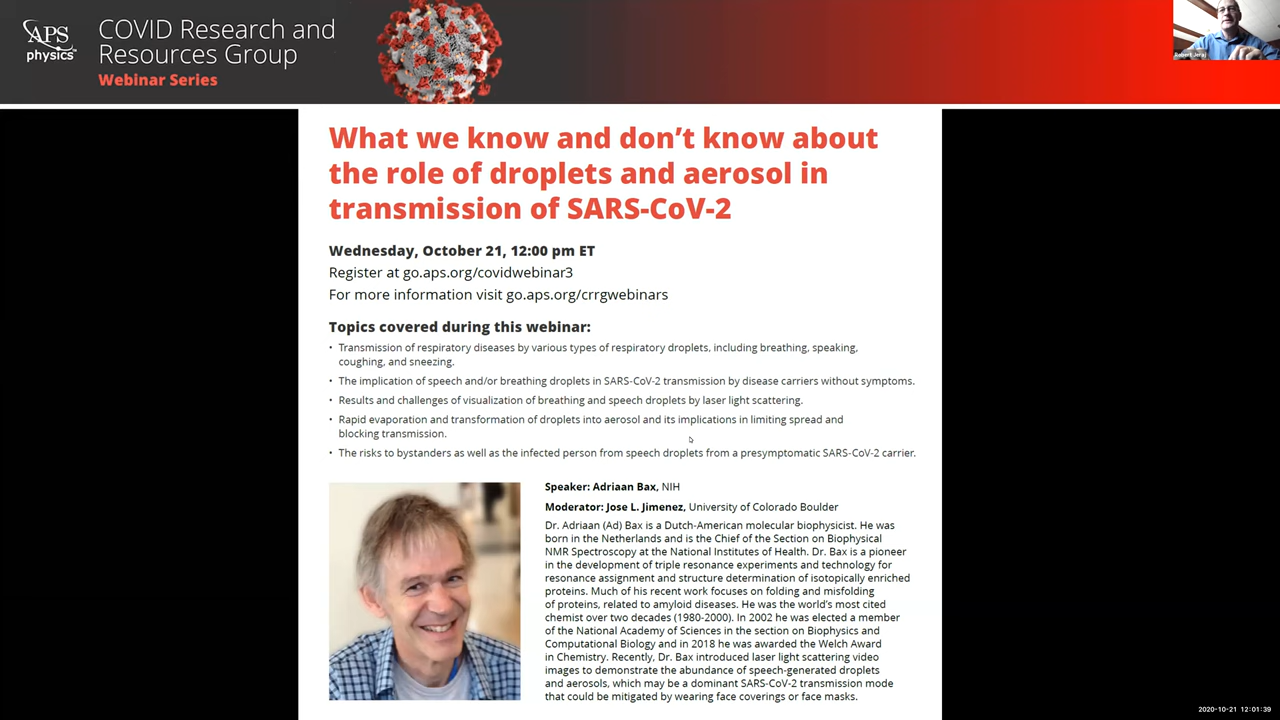 APS
physics
COVID Research and
Resources Group
Webinar Series
Robert Jeraj
What we know and don’t know about
the role of droplets and aerosol in
transmission of SARS-CoV-2
Wednesday, October 21, 12:00 pm ET
Register at go.aps.org/covidwebinar3
For more information visit go.aps.org/crrgwebinars
Topics covered during this webinar:
• Transmission of respiratory diseases by various types of respiratory droplets, including breathing, speaking,
coughing, and sneezing.
• The implication of speech and/or breathing droplets in SARS-CoV-2 transmission by disease carriers without symptoms.
• Results and challenges of visualization of breathing and speech droplets by laser light scattering.
• Rapid evaporation and transformation of droplets into aerosol and its implications in limiting spread and
blocking transmission.
• The risks to bystanders as well as the infected person from speech droplets from a presymptomatic SARS-CoV-2 carrier.
Speaker: Adriaan Bax, NIH
Moderator: Jose L. Jimenez, University of Colorado Boulder
Dr. Adriaan (Ad) Bax is a Dutch-American molecular biophysicist. He was
born in the Netherlands and is the Chief of the Section on Biophysical
NMR Spectroscopy at the National Institutes of Health. Dr. Bax is a pioneer
in the development of triple resonance experiments and technology for
resonance assignment and structure determination of isotopically enriched
proteins. Much of his recent work focuses on folding and misfolding
of proteins, related to amyloid diseases. He was the world’s most cited
chemist over two decades (1980-2000). In 2002 he was elected a member
of the National Academy of Sciences in the section on Biophysics and
Computational Biology and in 2018 he was awarded the Welch Award
in Chemistry. Recently, Dr. Bax introduced laser light scattering video
images to demonstrate the abundance of speech-generated droplets
and aerosols, which may be a dominant SARS-CoV-2 transmission mode
that could be mitigated by wearing face coverings or face masks.
2020-10-21 12:01:39